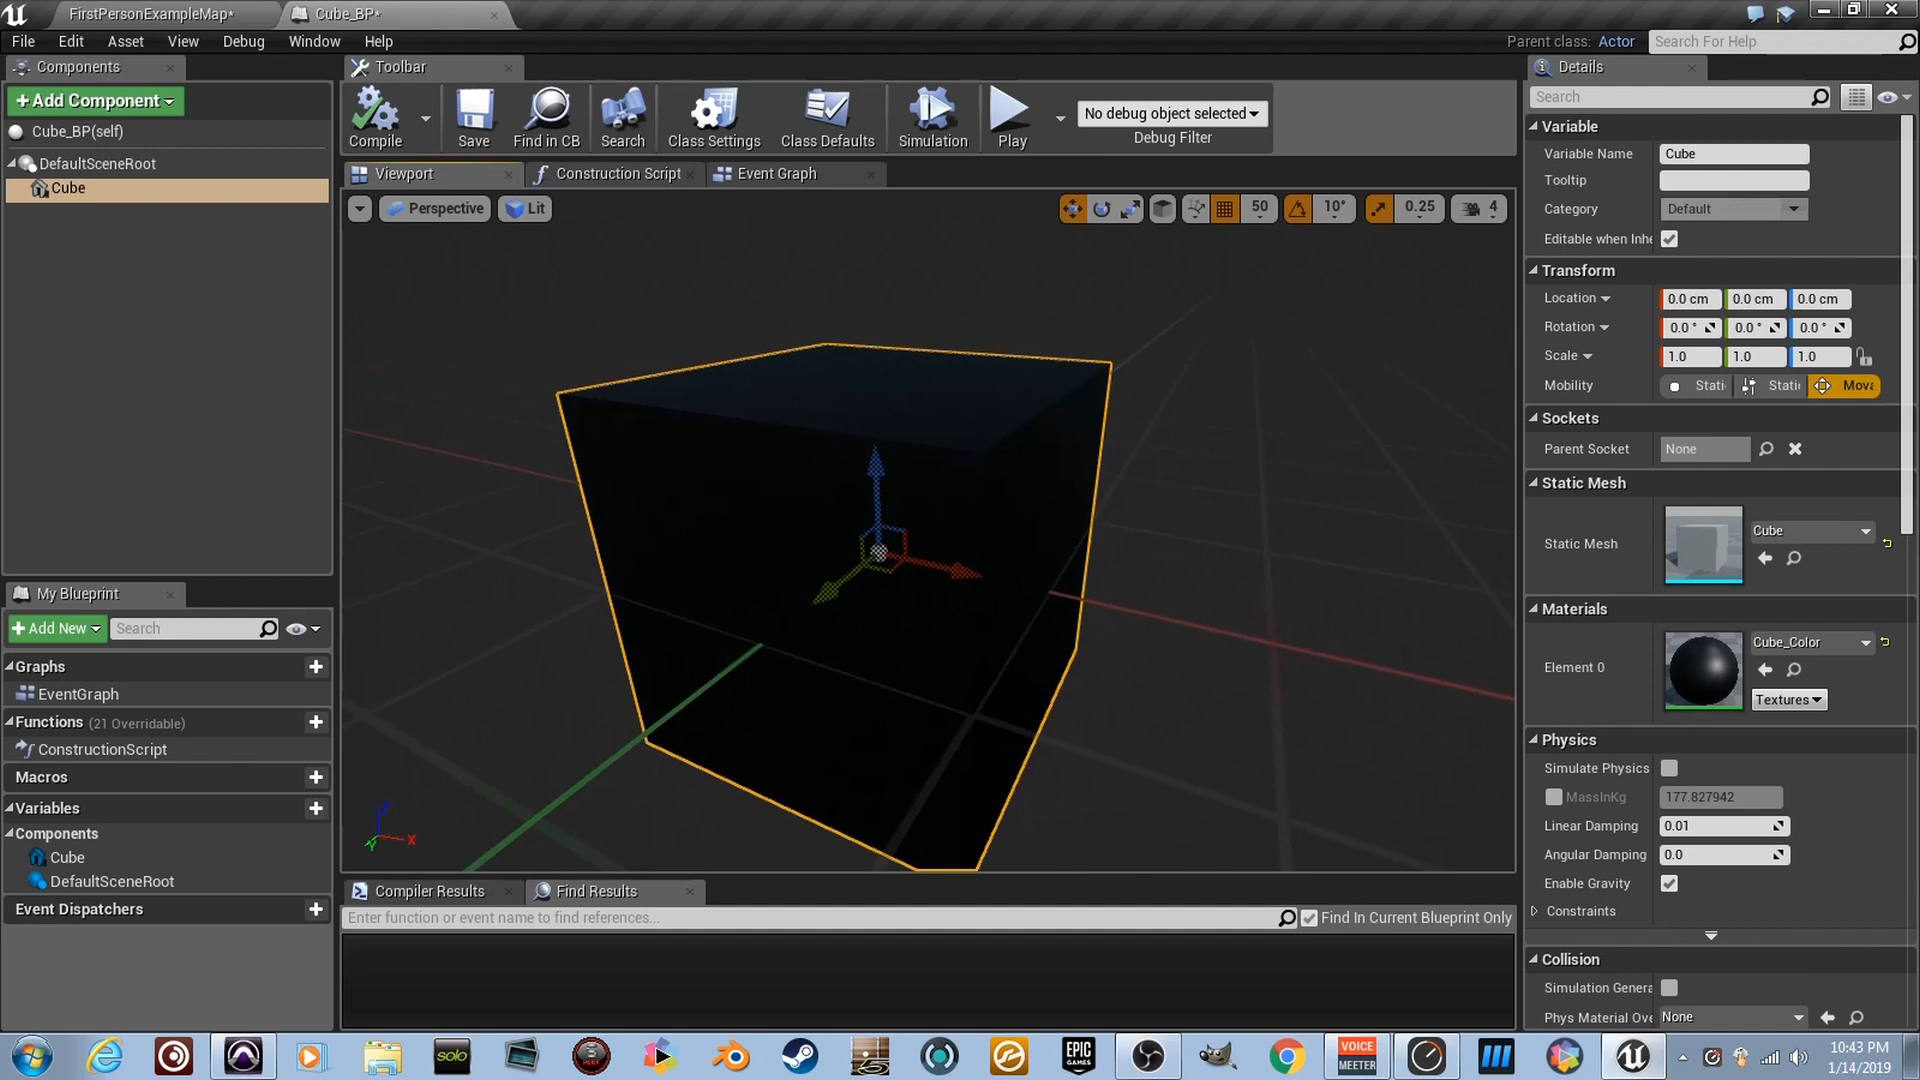 FirstPersonExampleMap*
Cube_BP*
File Edit Asset View Debug Window Help
Parent class: Actor
Search For Help
Components
Toolbar
Details
+Add Component
Cube_BP(self)
DefaultSceneRoot
Cube
Compile
Save
Find in CB
Search
Class Settings
Class Defaults
Simulation
Play
No debug object selected
Debug Filter
Viewport
Construction Script
Event Graph
Perspective
Lit
50
10°
0.25
4
X
Search
Variable
Variable Name Cube
Tooltip
Category Default
Editable when Inhe
Transform
Location 0.0 cm 0.0 cm 0.0 cm
Rotation 0.0 ° 0.0 ° 0.0 °
Scale 1.0 1.0 1.0
Mobility Stati Stati Mova
Sockets
Parent Socket None
Static Mesh
Static Mesh Cube
Materials
Element 0 Cube_Color
Textures
Physics
Simulate Physics
MassInKg 177.827942
Linear Damping 0.01
Angular Damping 0.0
Enable Gravity
Constraints
Collision
Simulation Genera
Phys Material Ove None
My Blueprint
+Add New
Search
Graphs
EventGraph
Functions (21 Overridable)
ConstructionScript
Macros
Variables
Components
Cube
DefaultSceneRoot
Event Dispatchers
Compiler Results
Find Results
Enter function or event name to find references...
Find In Current Blueprint Only
solo
EPIC
GAMES
VOICE
MEETER
10:43 PM
1/14/2019